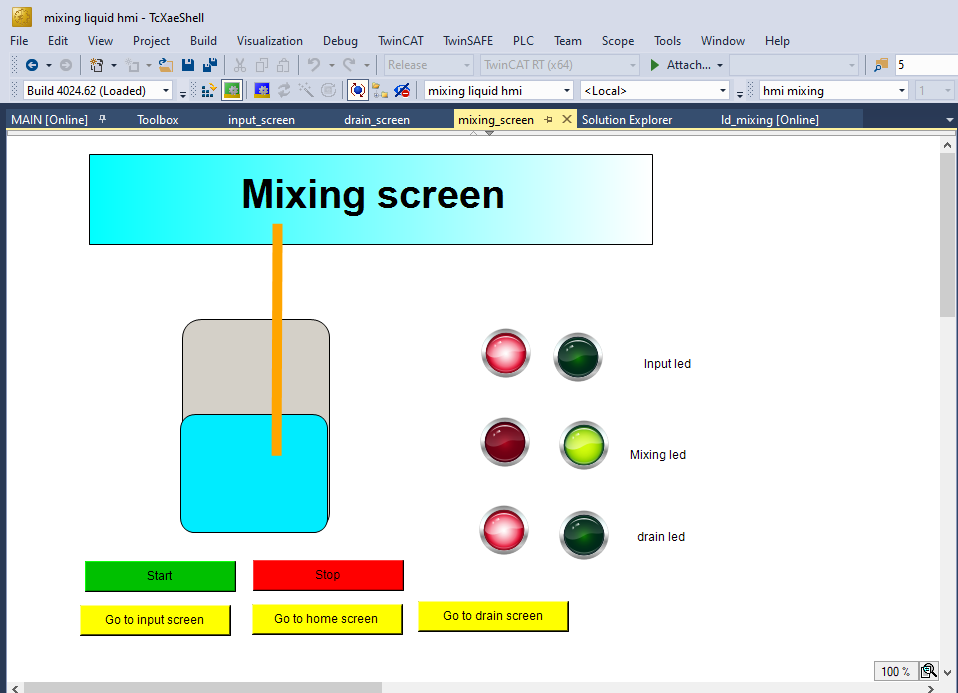 mixing liquid hmi - TcXaeShell
File Edit View Project Build Visualization Debug TwinCAT TwinSAFE PLC Team Scope Tools Window Help
Release TwinCAT RT (x64) Attach... 5
Build 4024.62 (Loaded) mixing liquid hmi <Local> hmi mixing 1
MAIN [Online] Toolbox input_screen drain_screen mixing_screen Solution Explorer ld_mixing [Online]
Mixing screen
Input led
Mixing led
drain led
Start Stop
Go to input screen Go to home screen Go to drain screen
100 %